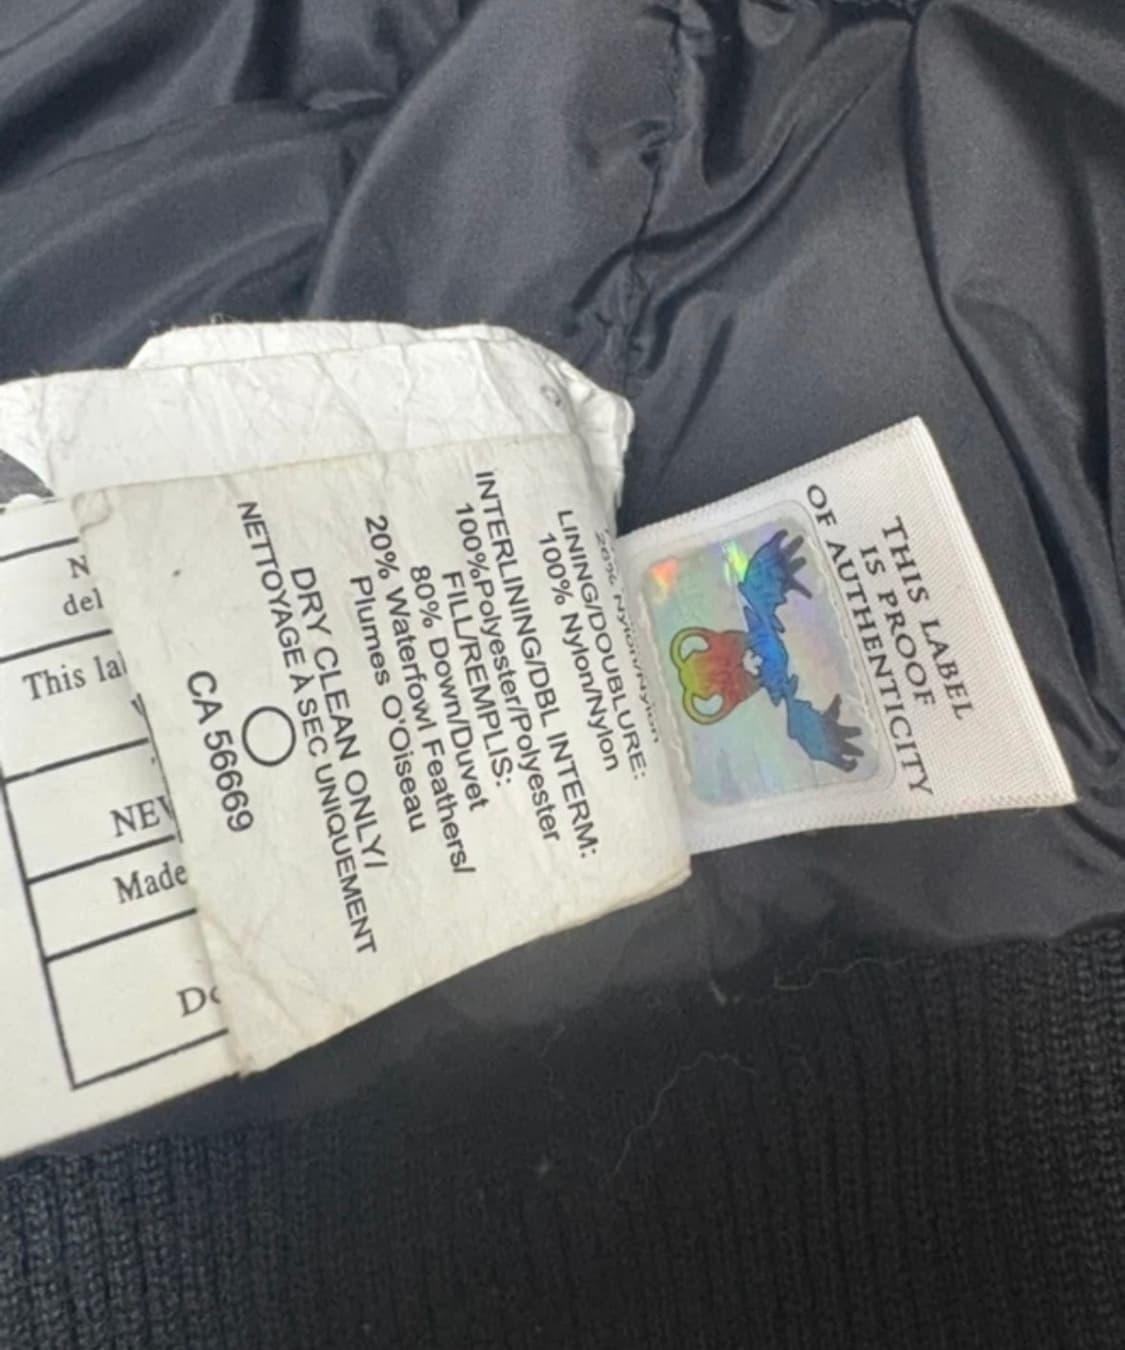 LINING/DOUBLURE:
100% Nylon/Nylon
INTERLINING/DBL INTERM:
100%Polyester/Polyester
FILL/REMPLIS:
80% Down/Duvet
20% Waterfowl Feathers/
Plumes O'Oiseau
DRY CLEAN ONLY/
NETTOYAGE À SEC UNIQUEMENT
CA 56669
THIS LABEL
IS PROOF
OF AUTHENTICITY
This
Made